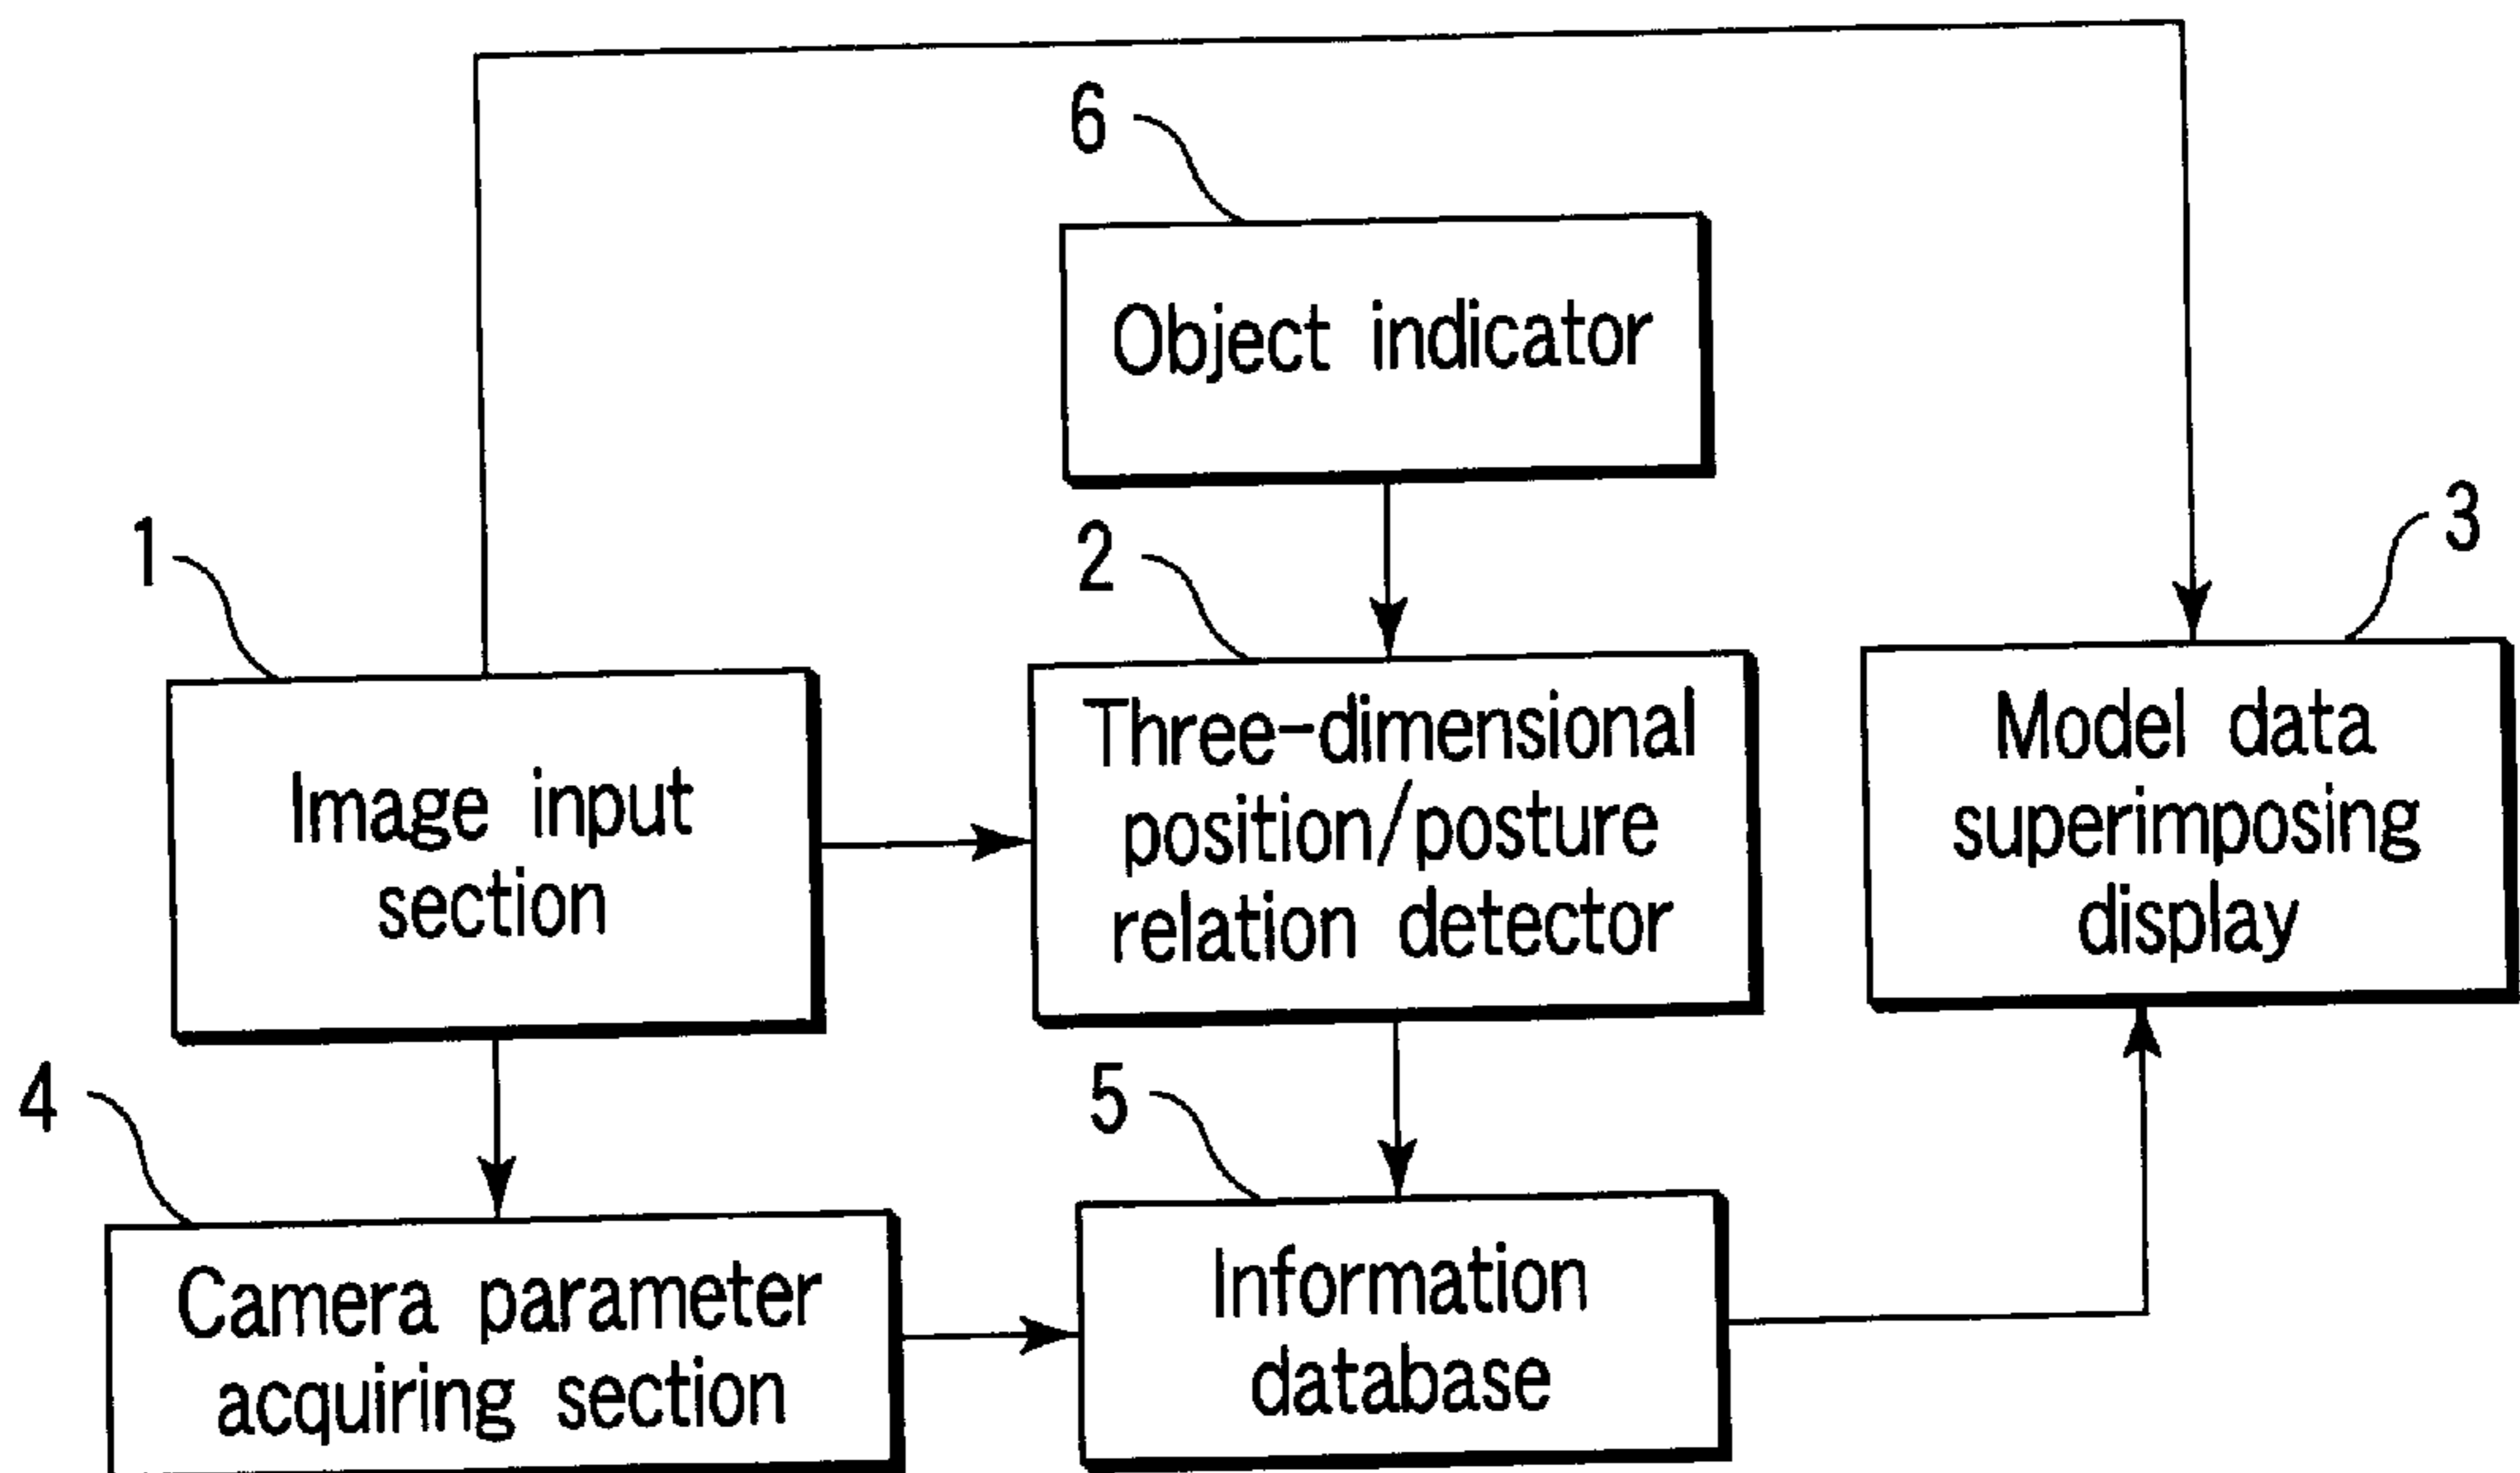 6
Object indicator
1
2
3
Image input
section
Three-dimensional
position/posture
relation detector
Model data
superimposing
display
4
5
Camera parameter
acquiring section
Information
database